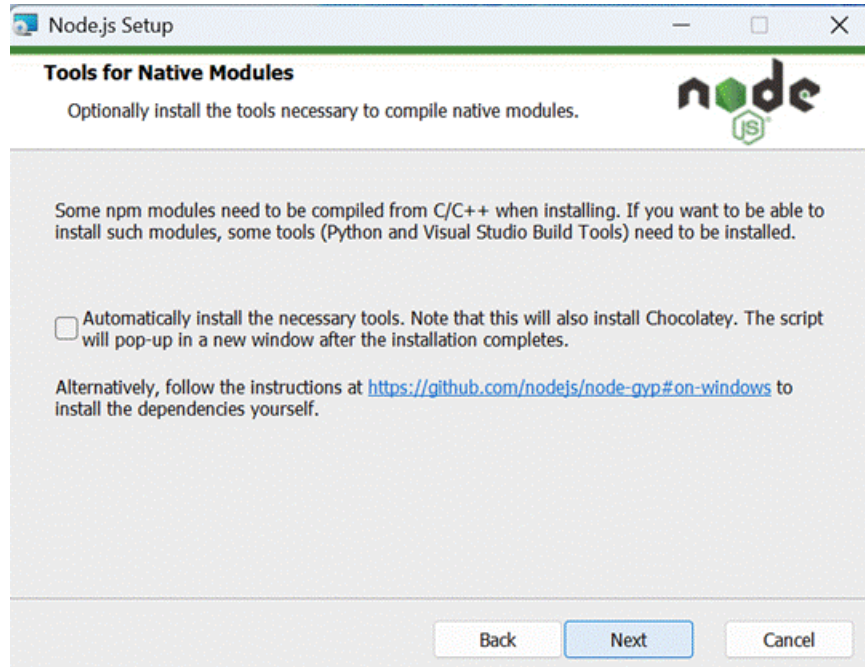 Node.js Setup
Tools for Native Modules
Optionally install the tools necessary to compile native modules.
node
JS
Some npm modules need to be compiled from C/C++ when installing. If you want to be able to
install such modules, some tools (Python and Visual Studio Build Tools) need to be installed.
Automatically install the necessary tools. Note that this will also install Chocolatey. The script
will pop-up in a new window after the installation completes.
Alternatively, follow the instructions at https://github.com/nodejs/node-gyp#on-windows to
install the dependencies yourself.
Back Next Cancel